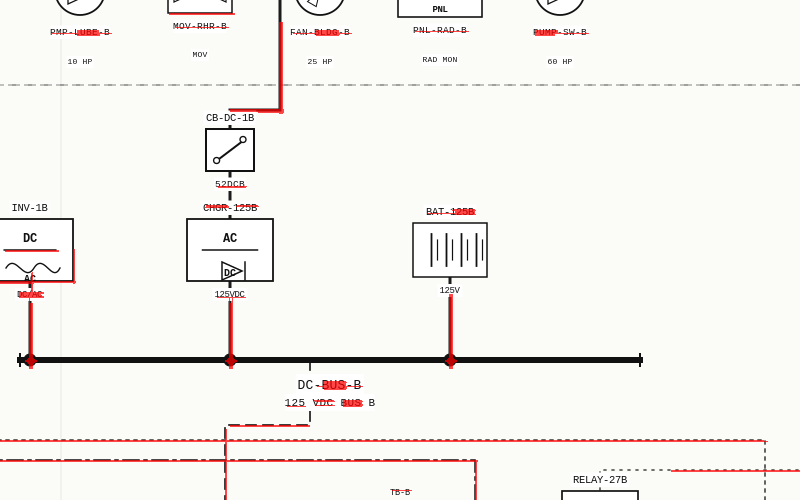 PNL
PMP-LUBE-B
MOV-RHR-B
FAN-BLDG-B
PNL-RAD-B
PUMP-SW-B
10 HP
MOV
25 HP
RAD MON
60 HP
CB-DC-1B
52DCB
INV-1B
CHGR-125B
BAT-125B
DC
AC
AC
DC
DC/AC
125VDC
125V
DC-BUS-B
125 VDC BUS B
RELAY-27B
TB-B